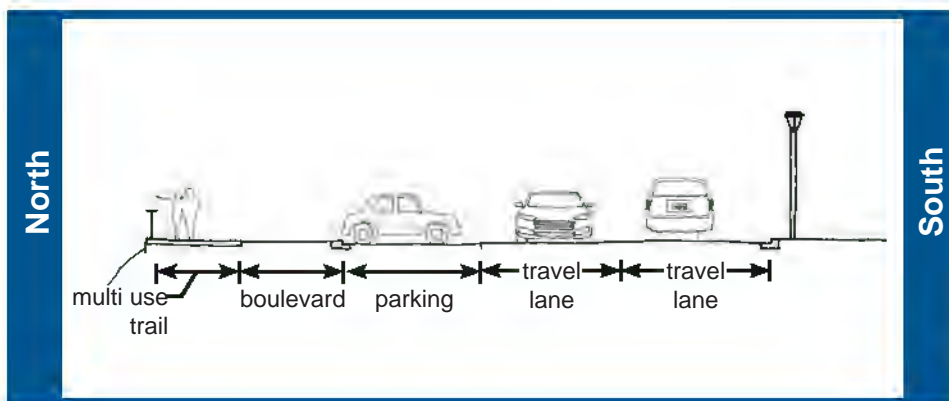 North
multi use
trail
boulevard
parking
travel
lane
travel
lane
South